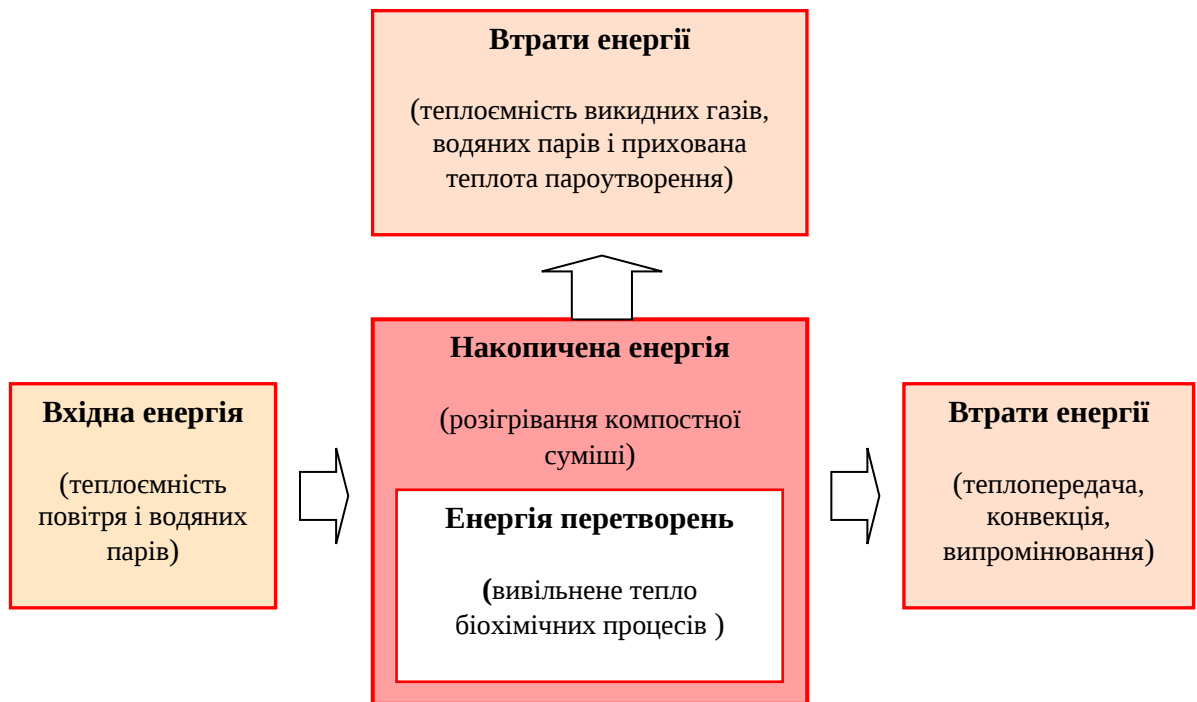 Втрати енергії
(теплоємність викидних газів,
водяних парів і прихована
теплота пароутворення)
Накопичена енергія
(розігрівання компостної
суміші)
Енергія перетворень
(вивільнене тепло
біохімічних процесів )
Вхідна енергія
(теплоємність
повітря і водяних
парів)
Втрати енергії
(теплопередача,
конвекція,
випромінювання)